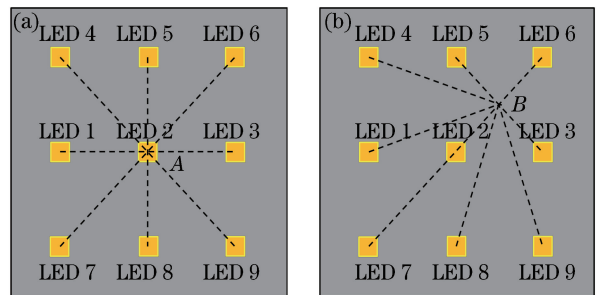 (a)
LED 4 LED 5 LED 6
LED 1 LED 2 LED 3
A
LED 7 LED 8 LED 9
(b)
LED 4 LED 5 LED 6
B
LED 1 LED 2 LED 3
LED 7 LED 8 LED 9